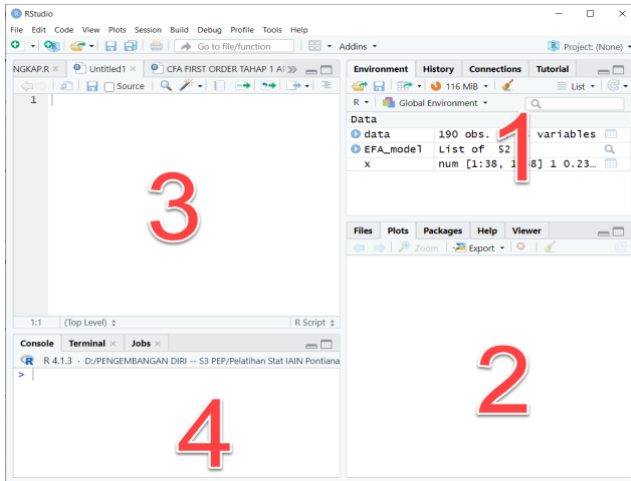 RStudio
File Edit Code View Plots Session Build Debug Profile Tools Help
Go to file/function Addins Project: (None)
NGKAP.R Untitled1 CFA FIRST ORDER TAHAP 1
Source
1
3
1:1 (Top Level) R Script
Console Terminal Jobs
R 4.1.3 · D:/PENGEMBANGAN DIRI -- S3 PEP/Pelatihan Stat IAIN Pontiana
>
4
Environment History Connections Tutorial
116 MiB List
R Global Environment
Data
data 190 obs. variables
EFA_model List of 52
x num [1:38, 1 8] 1 0.23…
1
Files Plots Packages Help Viewer
Zoom Export
2